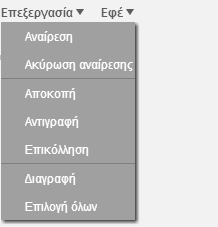 Επεξεργασία Εφέ
Αναίρεση
Ακύρωση αναίρεσης
Αποκοπή
Αντιγραφή
Επικόλληση
Διαγραφή
Επιλογή όλων